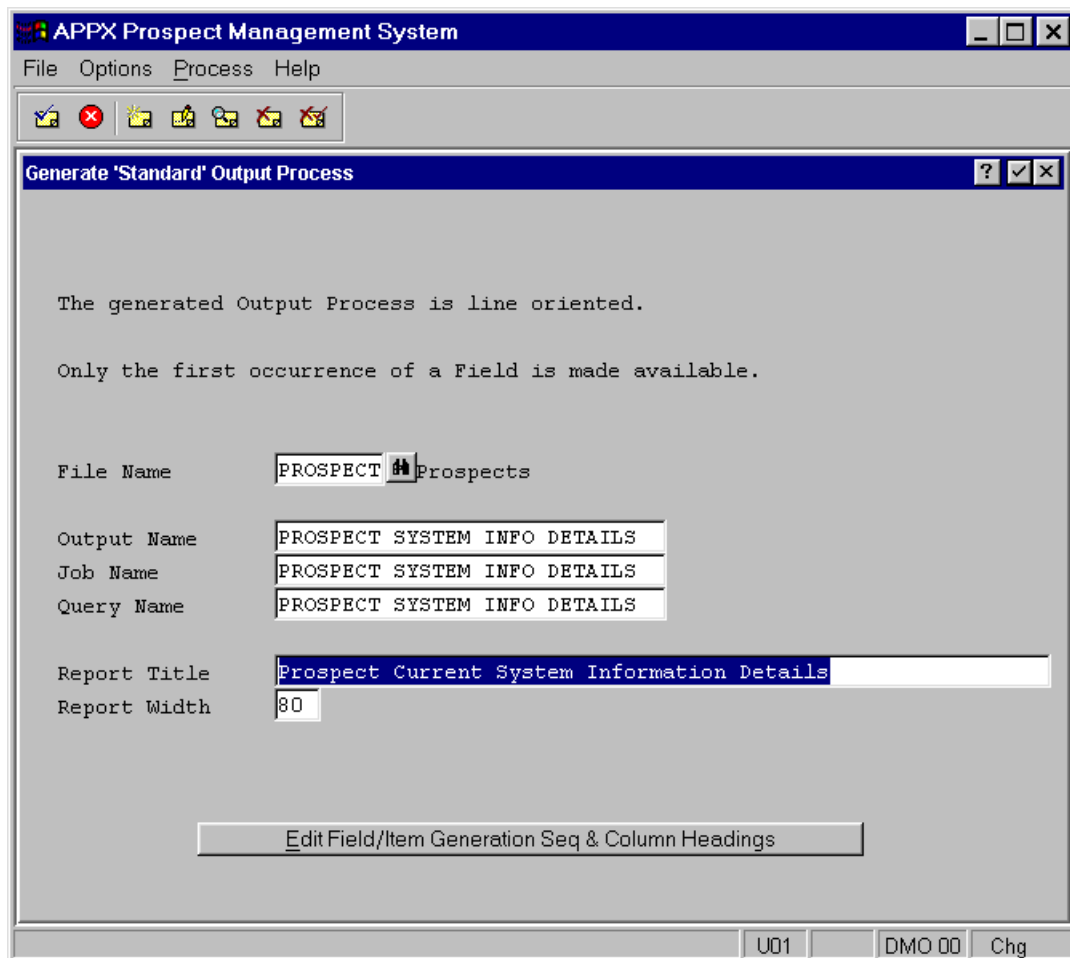 APPX Prospect Management System
File Options Process Help
Generate 'Standard' Output Process
?
The generated Output Process is line oriented.
Only the first occurrence of a Field is made available.
File Name PROSPECT Prospects
Output Name PROSPECT SYSTEM INFO DETAILS
Job Name PROSPECT SYSTEM INFO DETAILS
Query Name PROSPECT SYSTEM INFO DETAILS
Report Title Prospect Current System Information Details
Report Width 80
Edit Field/Item Generation Seq & Column Headings
U01 DMO 00 Chg